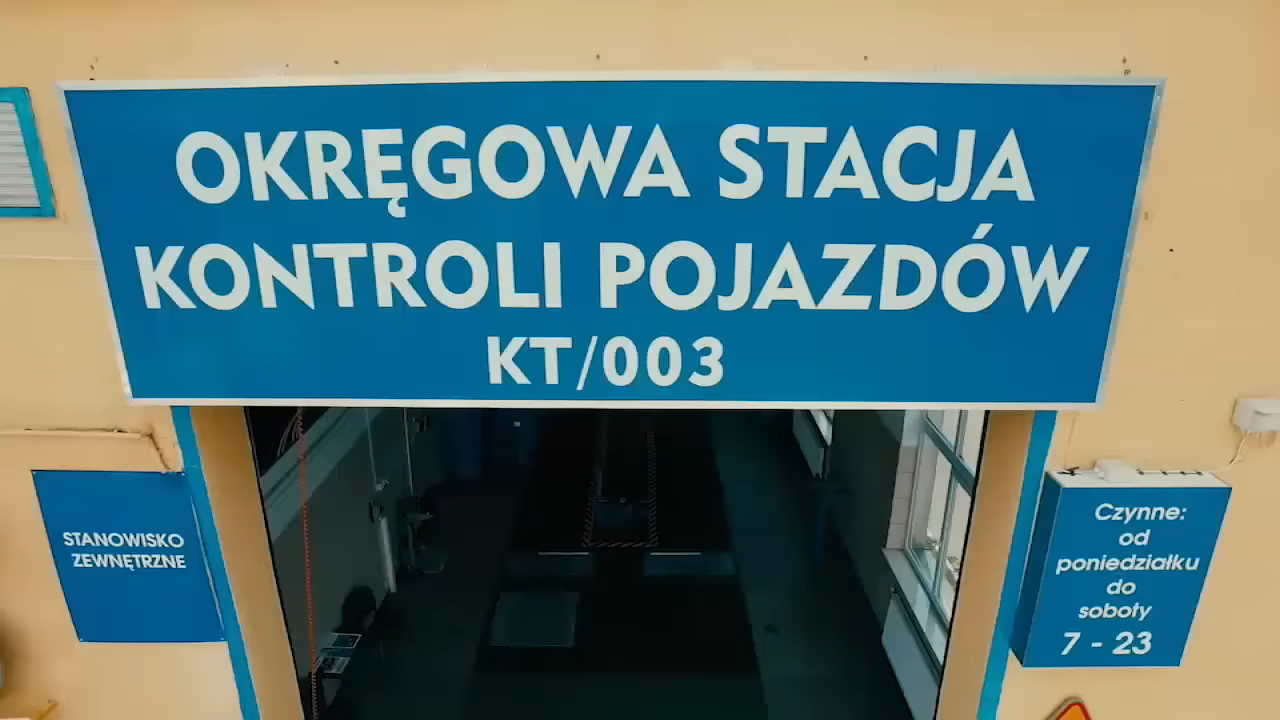 OKRĘGOWA STACJA
KONTROLI POJAZDÓW
KT/003
STANOWISKO
ZEWNĘTRZNE
Czynne:
od
poniedziałku
do
soboty
7 - 23